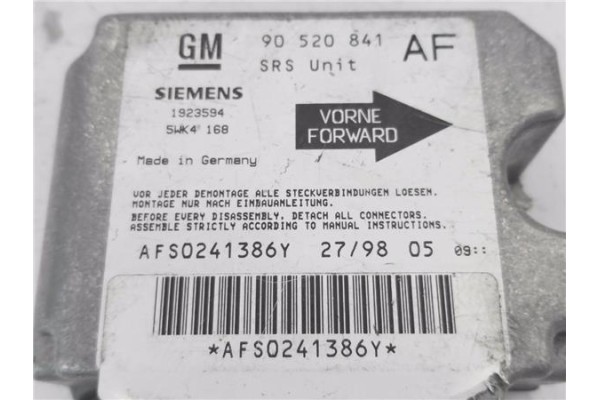 GM 90 520 841 AF
SRS Unit
SIEMENS
1923594
5WK4 168
VORNE
FORWARD
Made in Germany
VOR JEDER DEMONTAGE ALLE STECKVERBINDUNGEN LOESEN.
MONTAGE NUR NACH EINBAUANLEITUNG.
BEFORE EVERY DISASSEMBLY, DETACH ALL CONNECTORS.
ASSEMBLE STRICTLY ACCORDING TO MANUAL INSTRUCTIONS.
AFS0241386Y 27/98 05 09::
*AFS0241386Y*